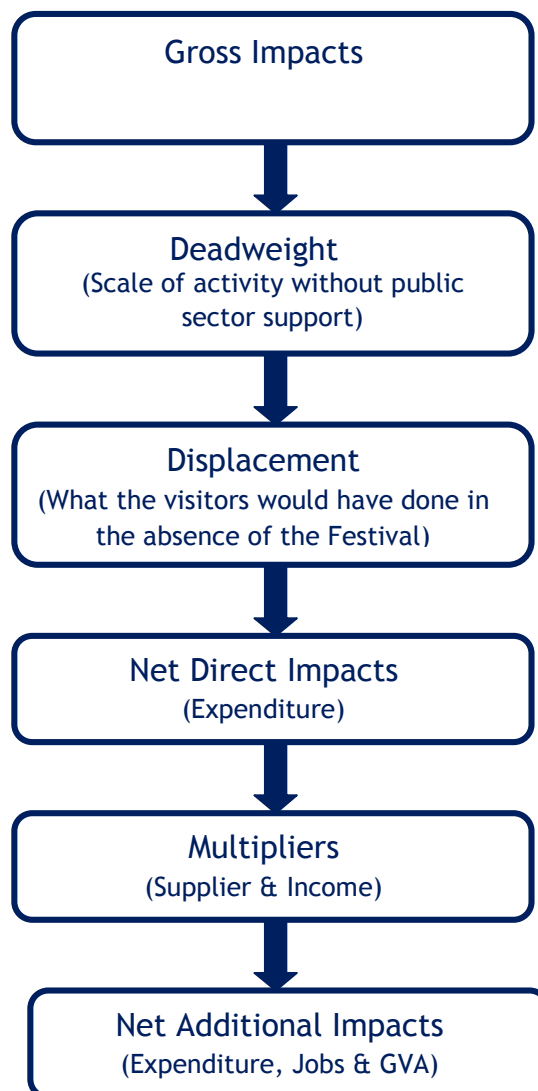 Gross Impacts
Deadweight
(Scale of activity without public
sector support)
Displacement
(What the visitors would have done in
the absence of the Festival)
Net Direct Impacts
(Expenditure)
Multipliers
(Supplier & Income)
Net Additional Impacts
(Expenditure, Jobs & GVA)